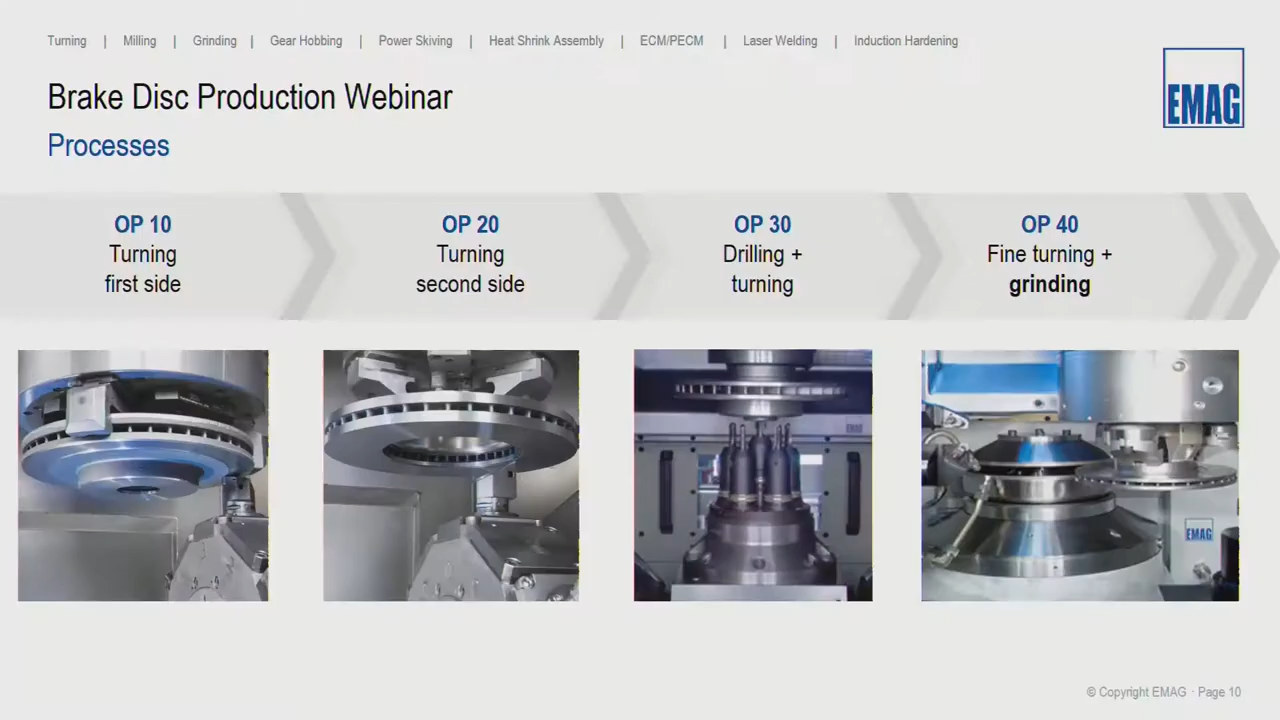 Turning | Milling | Grinding | Gear Hobbing | Power Skiving | Heat Shrink Assembly | ECM/PECM | Laser Welding | Induction Hardening
EMAG
Brake Disc Production Webinar
Processes
OP 10
Turning
first side
OP 20
Turning
second side
OP 30
Drilling +
turning
OP 40
Fine turning +
grinding
EMAG
EMAG
© Copyright EMAG · Page 10